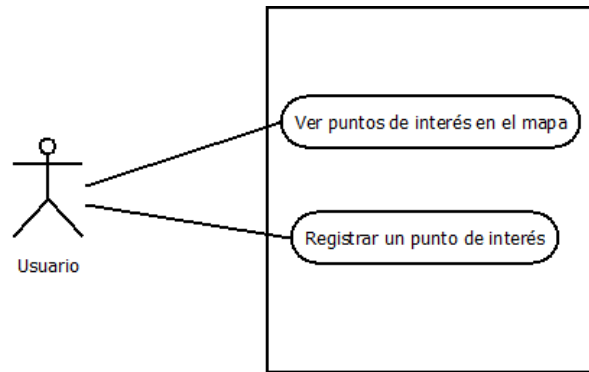 Ver puntos de interés en el mapa
Registrar un punto de interés
Usuario